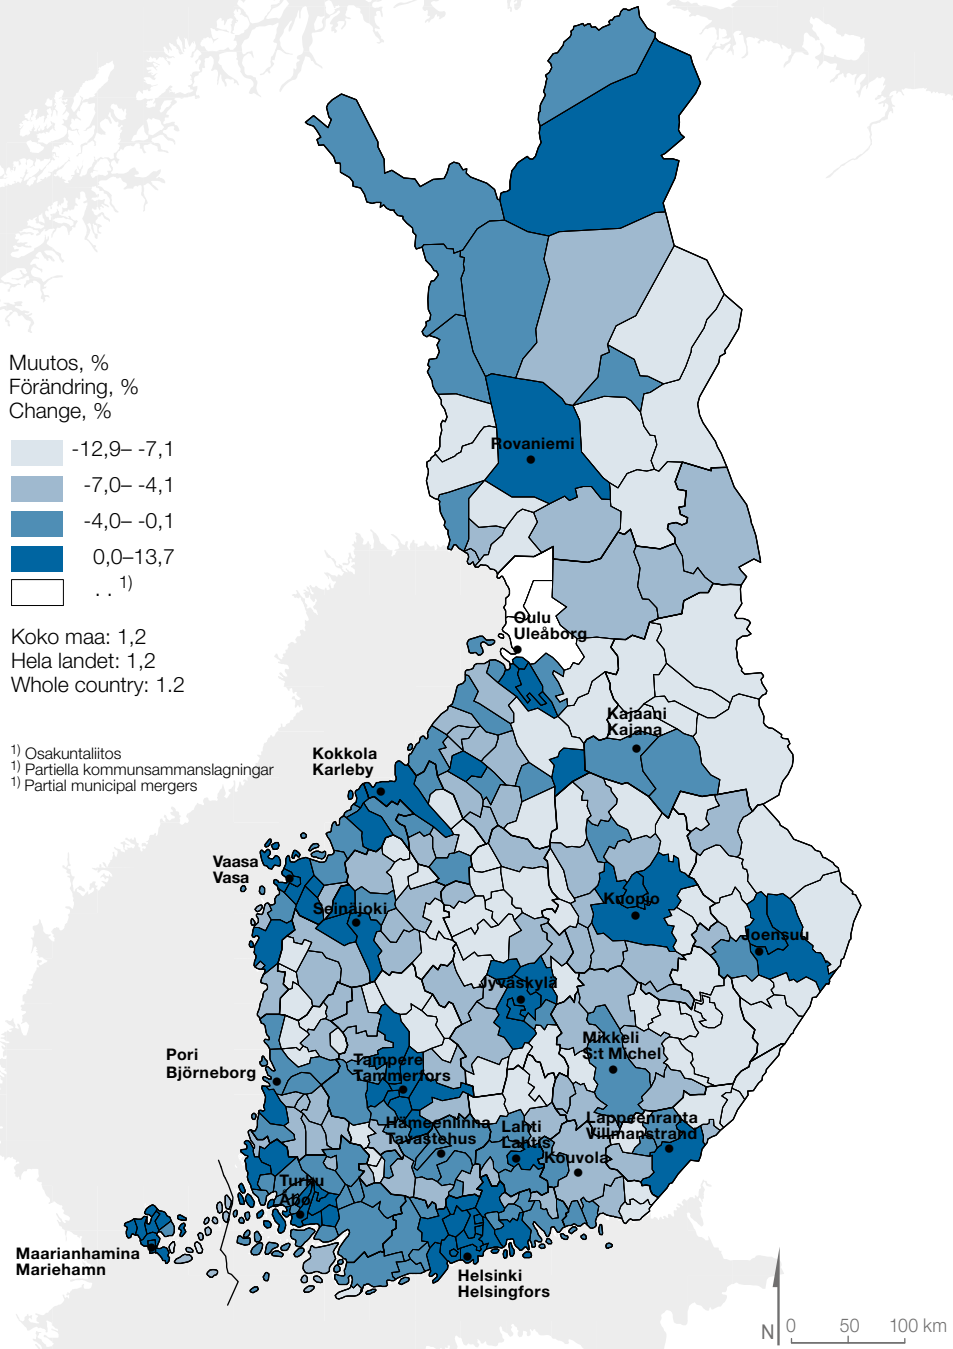 Muutos, %
Förändring, %
Change, %
-12,9– -7,1
-7,0– -4,1
-4,0– -0,1
0,0–13,7
. . 1)
Koko maa: 1,2
Hela landet: 1,2
Whole country: 1.2
1) Osakuntaliitos
1) Partiella kommunsammanslagningar
1) Partial municipal mergers
Rovaniemi
Oulu
Uleåborg
Kajaani
Kajana
Kokkola
Karleby
Vaasa
Vasa
Seinäjoki
Kuopio
Joensuu
Jyväskylä
Mikkeli
S:t Michel
Pori
Björneborg
Tampere
Tammerfors
Hämeenlinna
Tavastehus
Lahti
Lahtis
Lappeenranta
Villmanstrand
Kouvola
Turku
Åbo
Maarianhamina
Mariehamn
Helsinki
Helsingfors
N
0 50 100 km